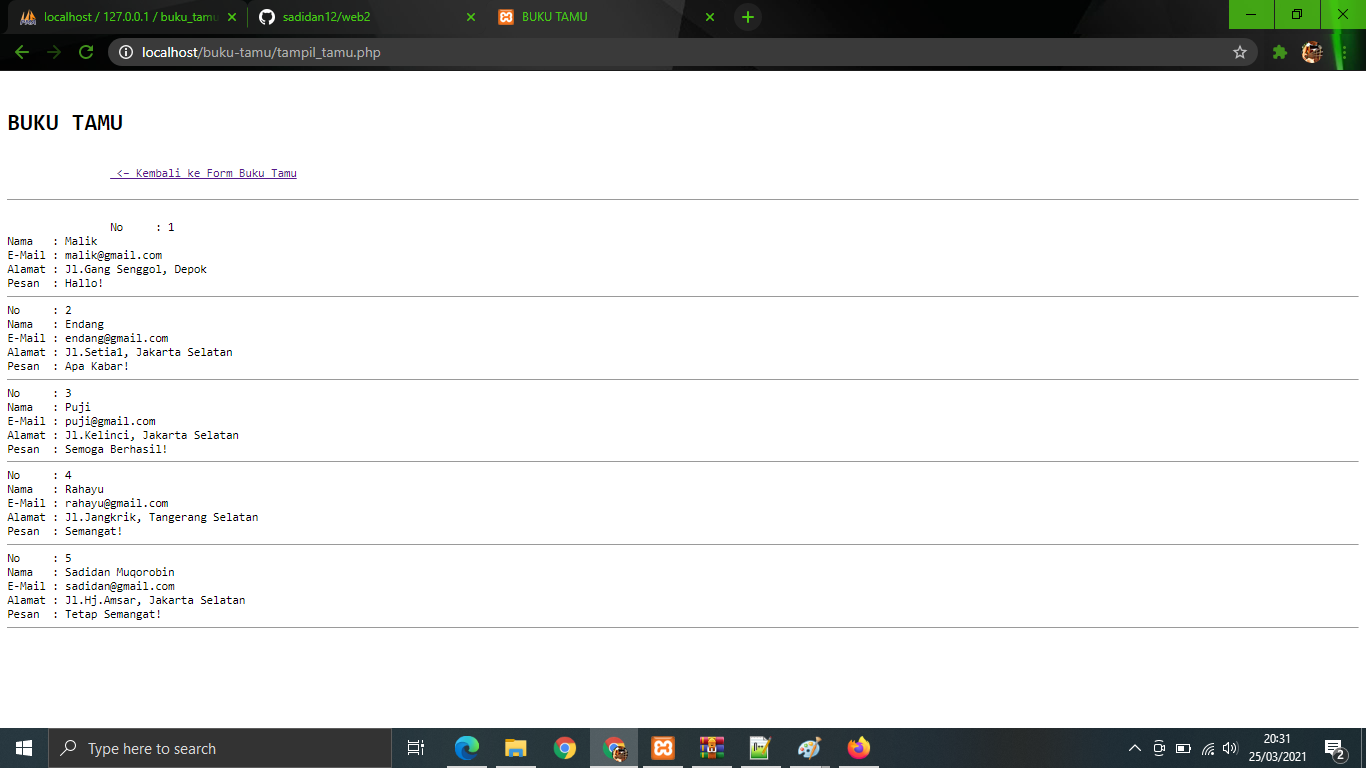 localhost / 127.0.0.1 / buku_tamu
sadidan12/web2
BUKU TAMU
localhost/buku-tamu/tampil_tamu.php
BUKU TAMU
<- Kembali ke Form Buku Tamu
No : 1
Nama : Malik
E-Mail : malik@gmail.com
Alamat : Jl.Gang Senggol, Depok
Pesan : Hallo!
No : 2
Nama : Endang
E-Mail : endang@gmail.com
Alamat : Jl.Setia1, Jakarta Selatan
Pesan : Apa Kabar!
No : 3
Nama : Puji
E-Mail : puji@gmail.com
Alamat : Jl.Kelinci, Jakarta Selatan
Pesan : Semoga Berhasil!
No : 4
Nama : Rahayu
E-Mail : rahayu@gmail.com
Alamat : Jl.Jangkrik, Tangerang Selatan
Pesan : Semangat!
No : 5
Nama : Sadidan Muqorobin
E-Mail : sadidan@gmail.com
Alamat : Jl.Hj.Amsar, Jakarta Selatan
Pesan : Tetap Semangat!
Type here to search
20:31
25/03/2021
2